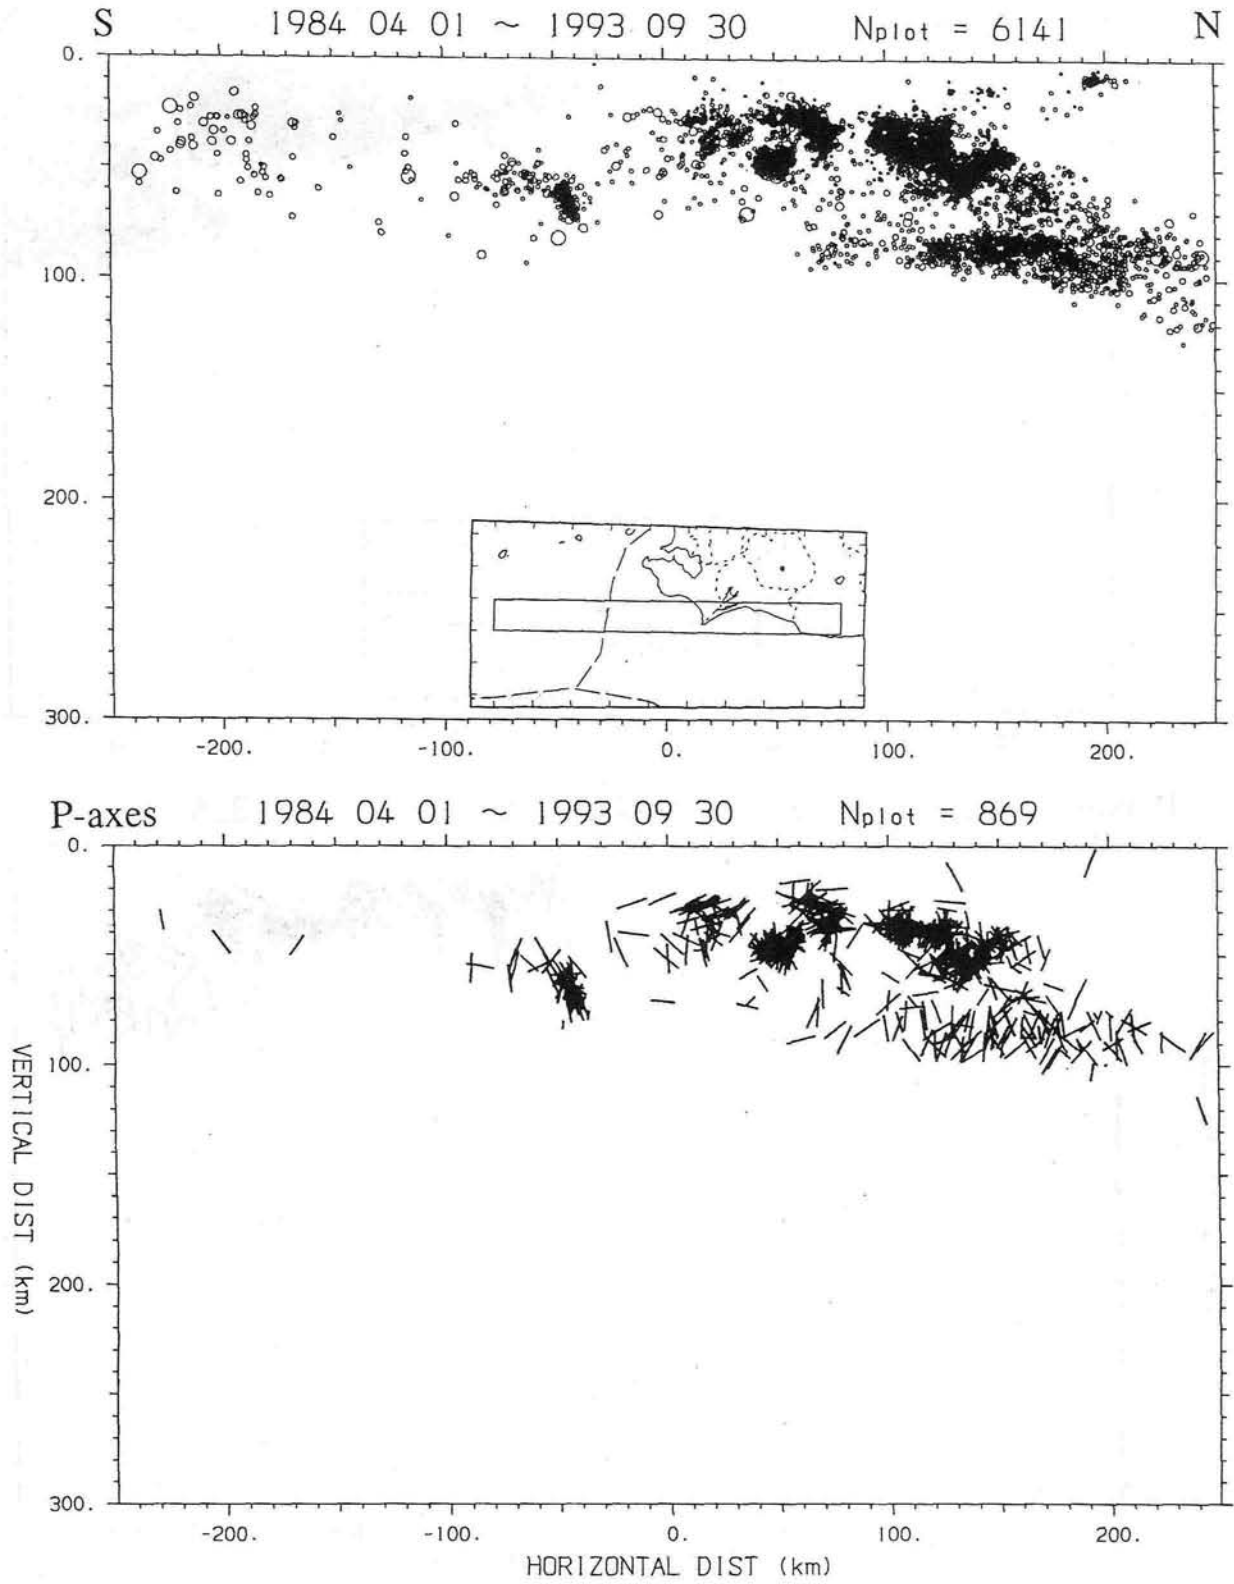 S 1984 04 01 ~ 1993 09 30 Nplot = 6141 N
0.
100.
200.
300.
-200. -100. 0. 100. 200.
P-axes 1984 04 01 ~ 1993 09 30 Nplot = 869
0.
100.
200.
300.
VERTICAL DIST (km)
-200. -100. 0. 100. 200.
HORIZONTAL DIST (km)